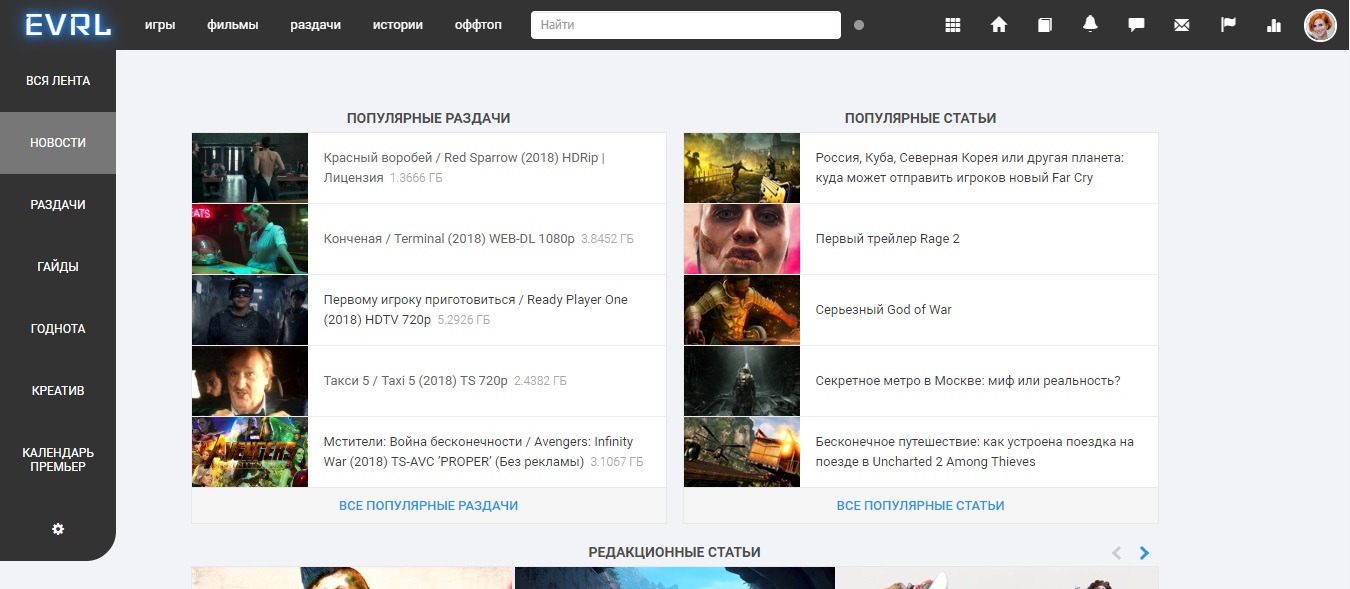 EVRL
игры
фильмы
раздачи
истории
оффтоп
Найти
ВСЯ ЛЕНТА
НОВОСТИ
РАЗДАЧИ
ГАЙДЫ
ГОДНОТА
КРЕАТИВ
КАЛЕНДАРЬ
ПРЕМЬЕР
ПОПУЛЯРНЫЕ РАЗДАЧИ
Красный воробей / Red Sparrow (2018) HDRip |
Лицензия 1.3666 ГБ
EATS
Конченая / Terminal (2018) WEB-DL 1080p 3.8452 ГБ
Первому игроку приготовиться / Ready Player One
(2018) HDTV 720p 5.2926 ГБ
Такси 5 / Taxi 5 (2018) TS 720p 2.4382 ГБ
AVENGERS
Мстители: Война бесконечности / Avengers: Infinity
War (2018) TS-AVC 'PROPER' (Без рекламы) 3.1067 ГБ
ВСЕ ПОПУЛЯРНЫЕ РАЗДАЧИ
ПОПУЛЯРНЫЕ СТАТЬИ
Россия, Куба, Северная Корея или другая планета:
куда может отправить игроков новый Far Cry
Первый трейлер Rage 2
Серьезный God of War
Секретное метро в Москве: миф или реальность?
Бесконечное путешествие: как устроена поездка на
поезде в Uncharted 2 Among Thieves
ВСЕ ПОПУЛЯРНЫЕ СТАТЬИ
РЕДАКЦИОННЫЕ СТАТЬИ